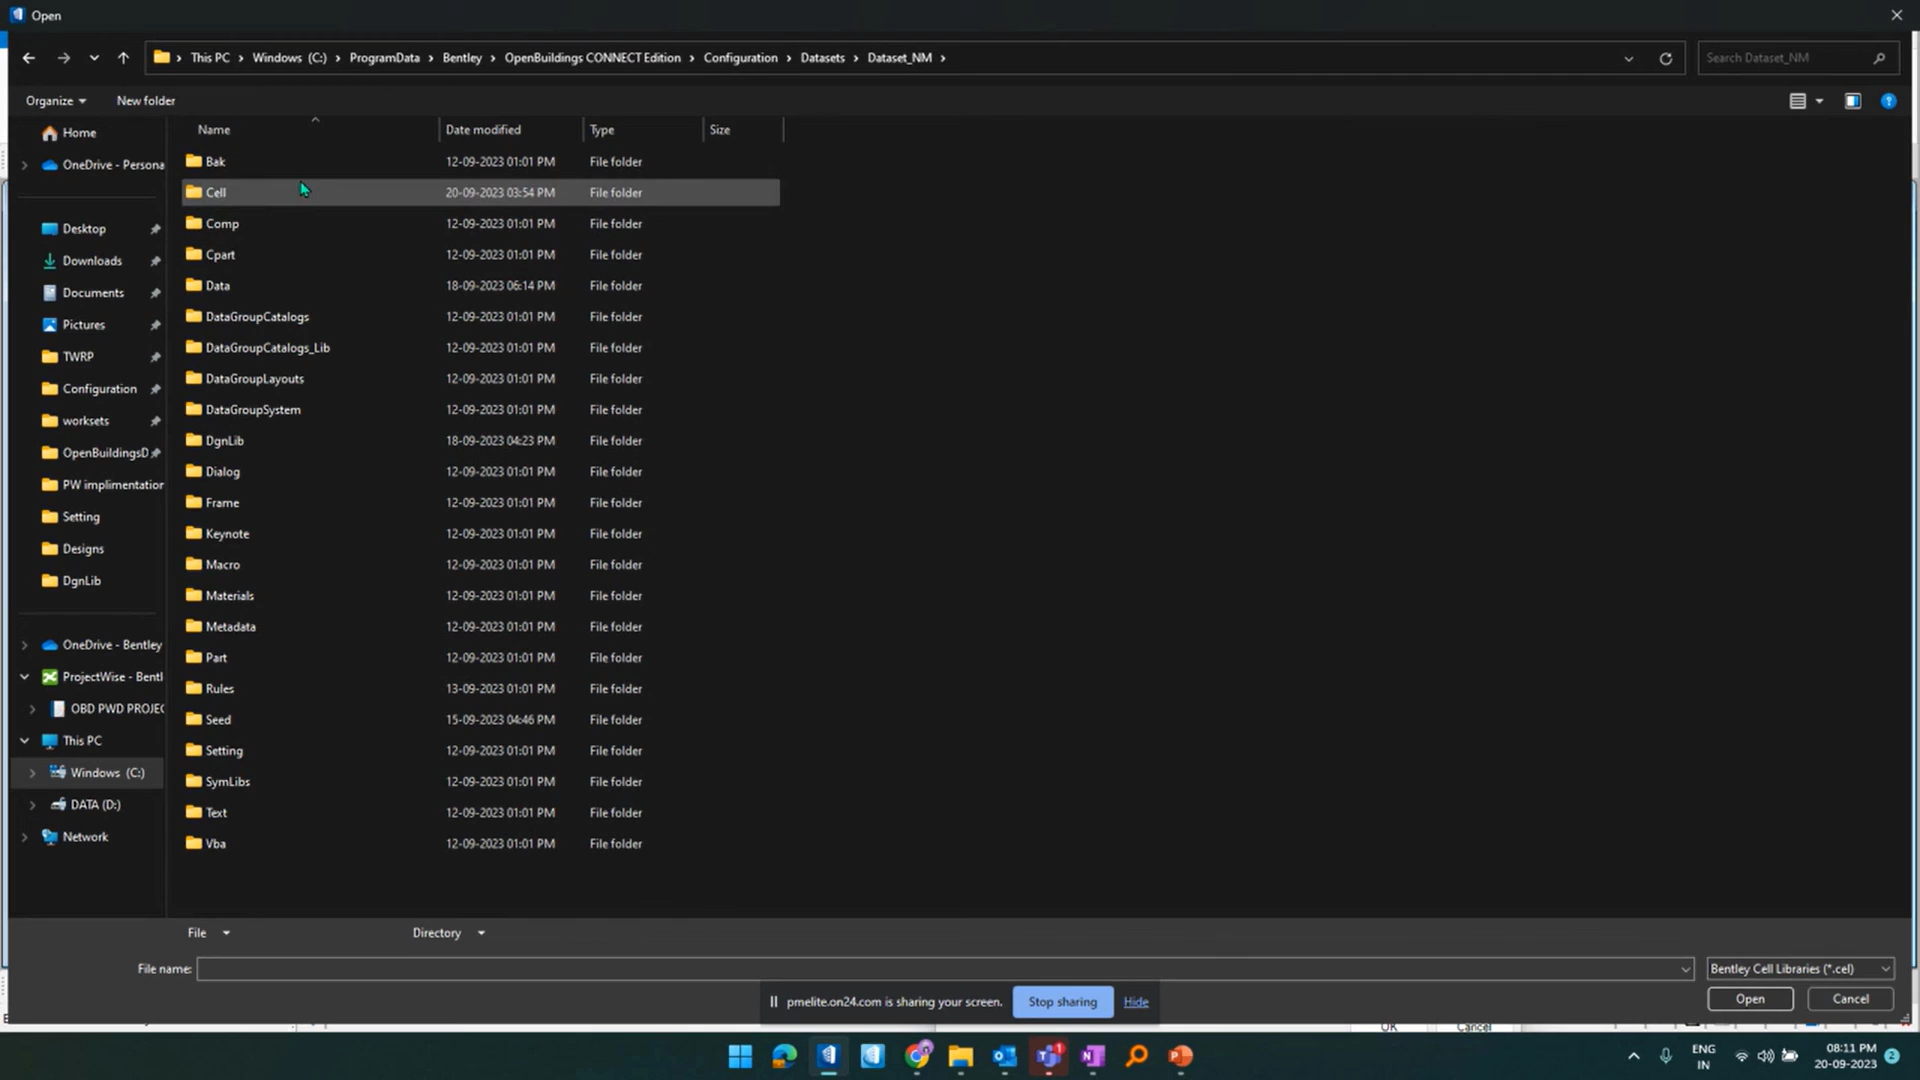 Open
This PC > Windows (C:) > ProgramData > Bentley > OpenBuildings CONNECT Edition > Configuration > Datasets > Dataset_NM >
Search Dataset_NM
Organize
New folder
Name
Date modified
Type
Size
Home
OneDrive - Persona
Desktop
Downloads
Documents
Pictures
TWRP
Configuration
worksets
OpenBuildingsD
PW implimentation
Setting
Designs
DgnLib
OneDrive - Bentley
ProjectWise - Bentl
OBD PWD PROJEC
This PC
Windows (C:)
DATA (D:)
Network
Bak 12-09-2023 01:01 PM File folder
Cell 20-09-2023 03:54 PM File folder
Comp 12-09-2023 01:01 PM File folder
Cpart 12-09-2023 01:01 PM File folder
Data 18-09-2023 06:14 PM File folder
DataGroupCatalogs 12-09-2023 01:01 PM File folder
DataGroupCatalogs_Lib 12-09-2023 01:01 PM File folder
DataGroupLayouts 12-09-2023 01:01 PM File folder
DataGroupSystem 12-09-2023 01:01 PM File folder
DgnLib 18-09-2023 04:23 PM File folder
Dialog 12-09-2023 01:01 PM File folder
Frame 12-09-2023 01:01 PM File folder
Keynote 12-09-2023 01:01 PM File folder
Macro 12-09-2023 01:01 PM File folder
Materials 12-09-2023 01:01 PM File folder
Metadata 12-09-2023 01:01 PM File folder
Part 12-09-2023 01:01 PM File folder
Rules 13-09-2023 01:01 PM File folder
Seed 15-09-2023 04:46 PM File folder
Setting 12-09-2023 01:01 PM File folder
SymLibs 12-09-2023 01:01 PM File folder
Text 12-09-2023 01:01 PM File folder
Vba 12-09-2023 01:01 PM File folder
File
Directory
File name:
Bentley Cell Libraries (*.cel)
Open
Cancel
pmelite.on24.com is sharing your screen.
Stop sharing
Hide
OK
Cancel
ENG
IN
08:11 PM
20-09-2023
2
1